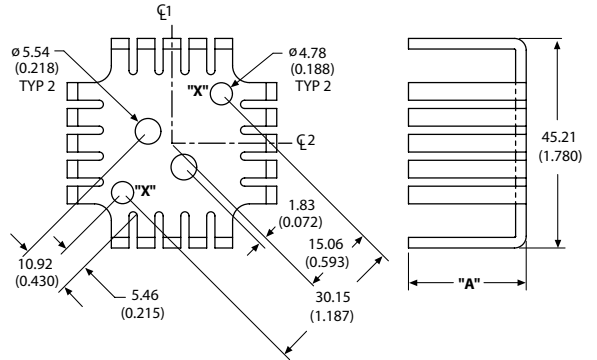 ℄1
ø 5.54
(0.218)
TYP 2
ø 4.78
(0.188)
TYP 2
"X"
℄2
45.21
(1.780)
"X"
1.83
(0.072)
15.06
(0.593)
10.92
(0.430)
5.46
(0.215)
30.15
(1.187)
"A"